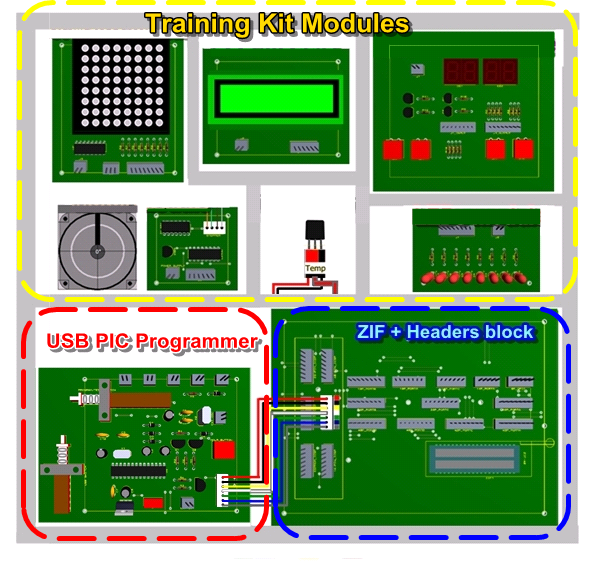 Training Kit Modules
Temp
USB PIC Programmer
ZIF + Headers block